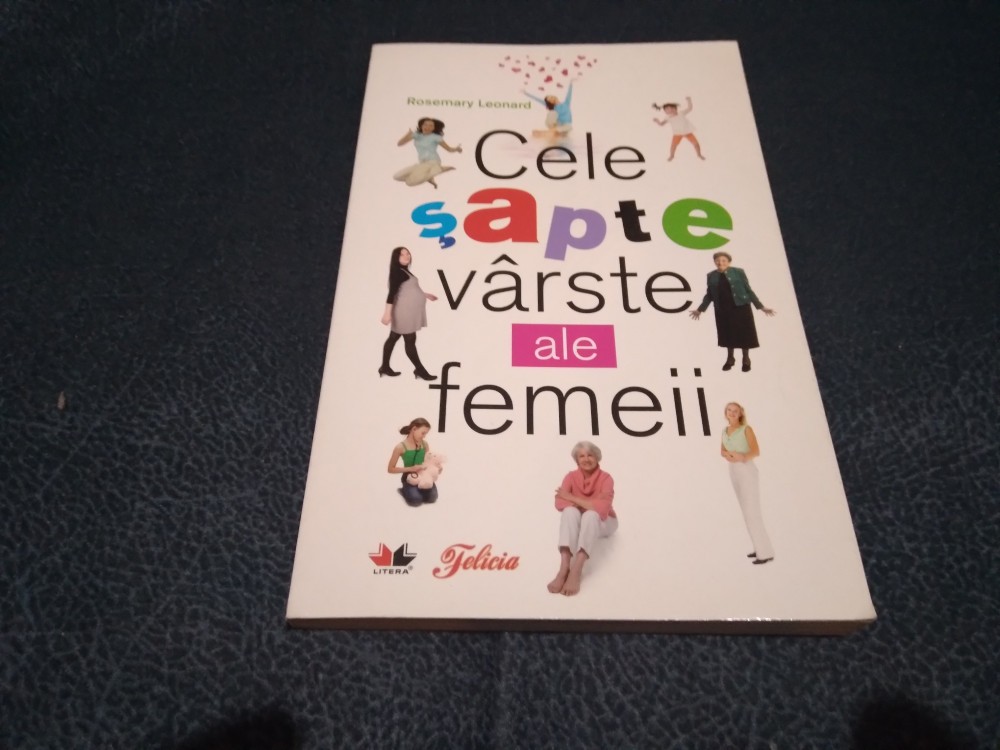 Rosemary Leonard
Cele
şapte
vârste
ale
femeii
LITERA®
Felicia